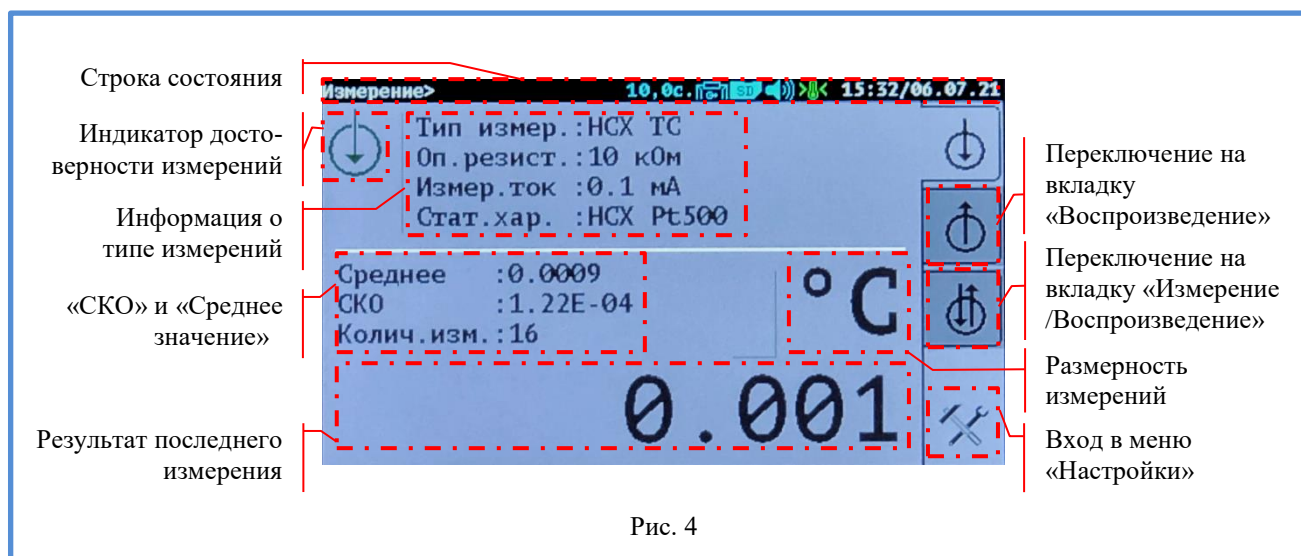 Строка состояния
Индикатор досто-
верности измерений
Информация о
типе измерений
«СКО» и «Среднее
значение»
Результат последнего
измерения
Измерение> 10,0с. SD 15:32/06.07.21
Тип измер.:НСХ ТС
Оп.резист.:10 кОм
Измер.ток :0.1 мА
Стат.хар. :НСХ Pt500
Среднее :0.0009
СКО :1.22E-04
Колич.изм.:16
°C
0.001
Переключение на
вкладку
«Воспроизведение»
Переключение на
вкладку «Измерение
/Воспроизведение»
Размерность
измерений
Вход в меню
«Настройки»
Рис. 4